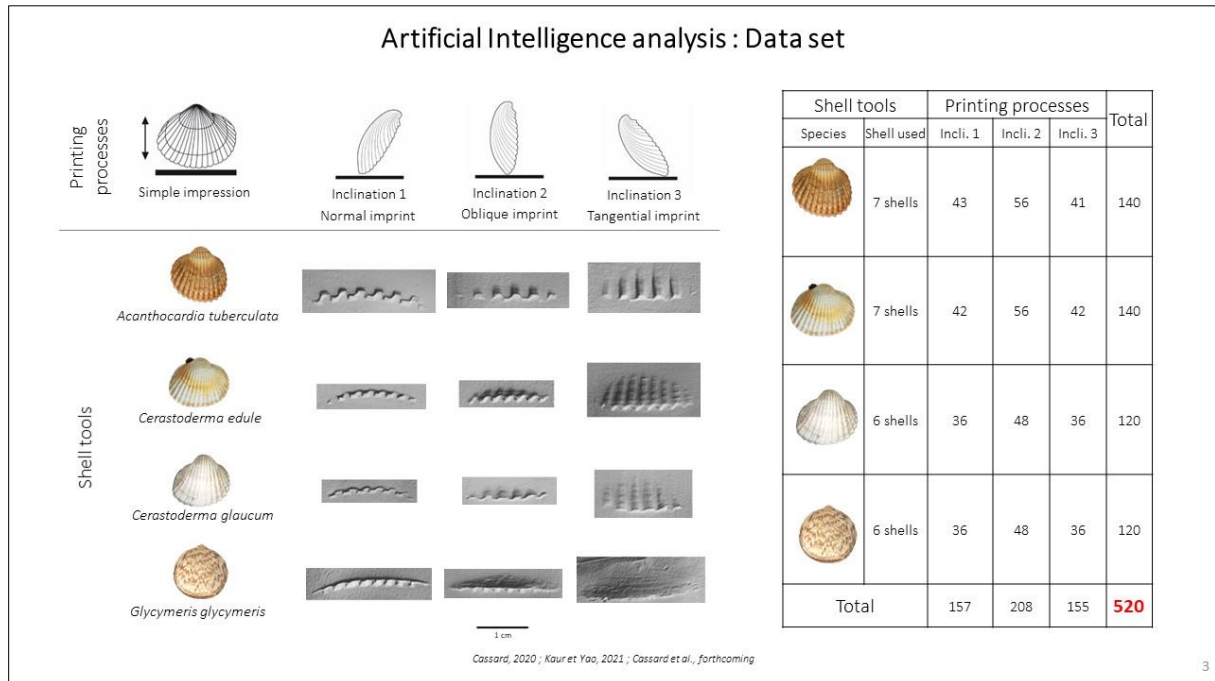 Artificial Intelligence analysis : Data set
Printing
processes
Simple impression
Inclination 1
Normal imprint
Inclination 2
Oblique imprint
Inclination 3
Tangential imprint
Shell tools
Acanthocardia tuberculata
Cerastoderma edule
Cerastoderma glaucum
Glycymeris glycymeris
1 cm
Shell tools Printing processes Total
Species Shell used Incli. 1 Incli. 2 Incli. 3
7 shells 43 56 41 140
7 shells 42 56 42 140
6 shells 36 48 36 120
6 shells 36 48 36 120
Total 157 208 155 520
Cassard, 2020 ; Kaur et Yao, 2021 ; Cassard et al., forthcoming
3